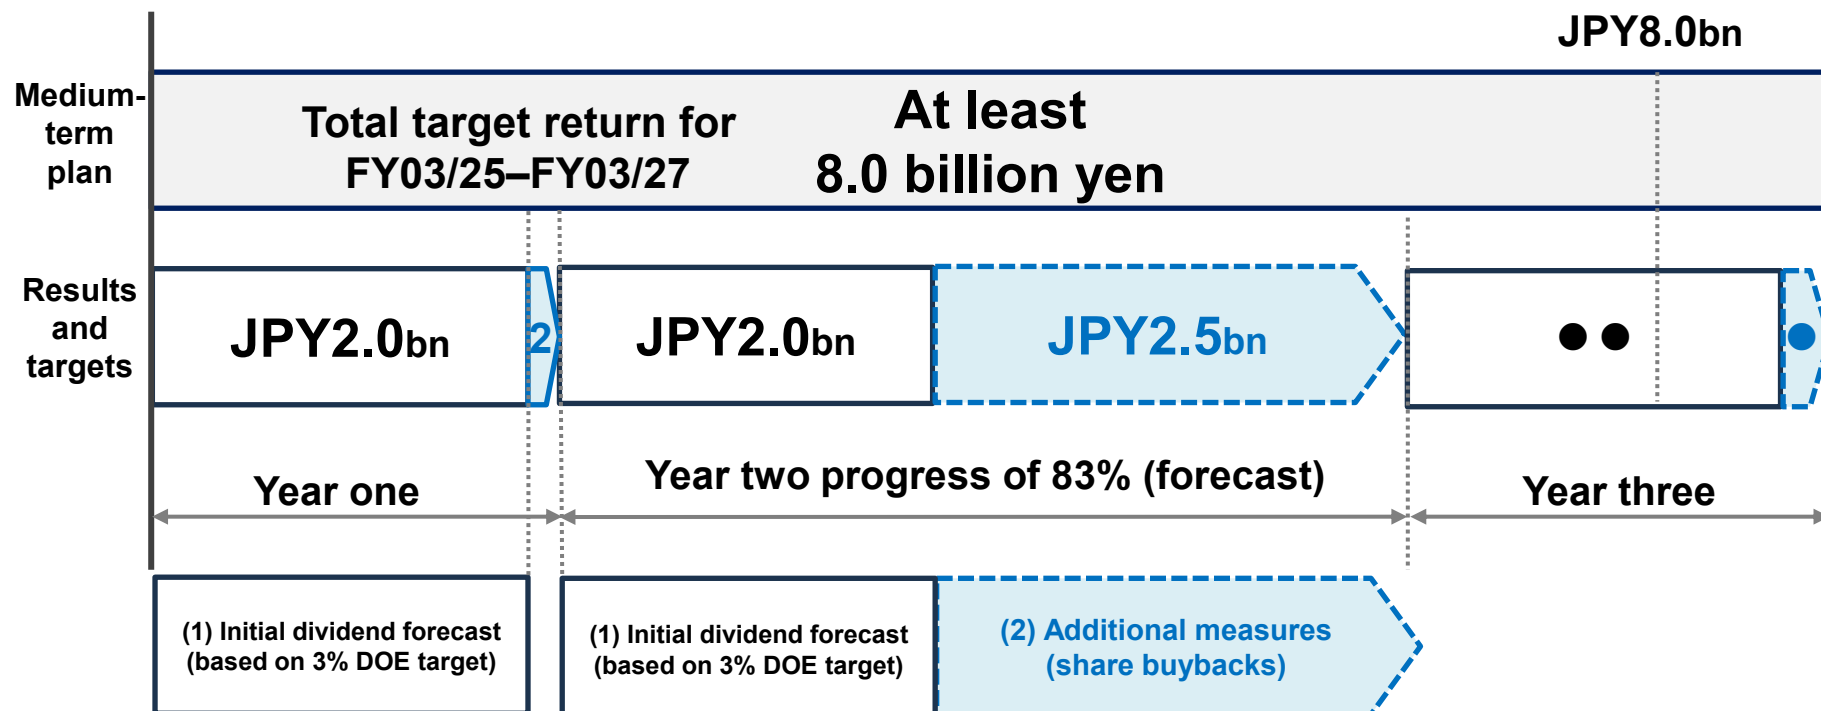 JPY8.0bn
Medium-
term
plan
Total target return for
FY03/25–FY03/27
At least
8.0 billion yen
Results
and
targets
JPY2.0bn
2
JPY2.0bn
JPY2.5bn
●●
●
Year one
Year two progress of 83% (forecast)
Year three
(1) Initial dividend forecast
(based on 3% DOE target)
(1) Initial dividend forecast
(based on 3% DOE target)
(2) Additional measures
(share buybacks)